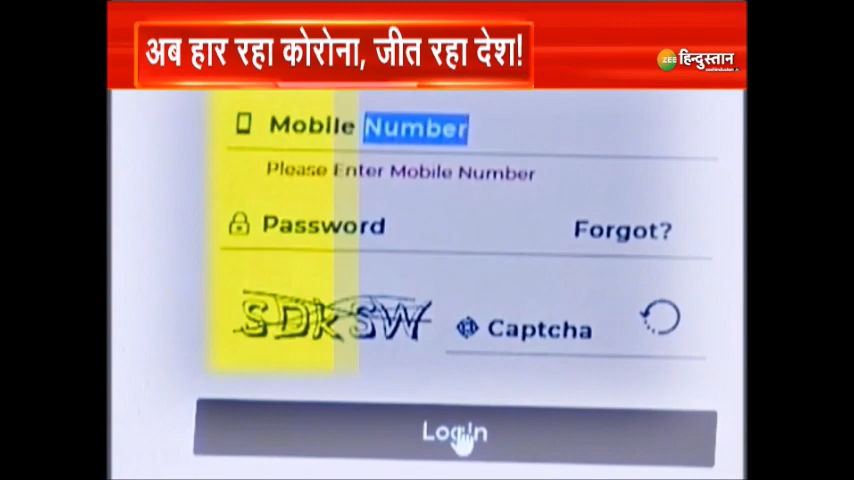 अब हार रहा कोरोना, जीत रहा देश!
ZEE हिन्दुस्तान
Mobile Number
Please Enter Mobile Number
Password Forgot?
SDkSW Captcha
Login